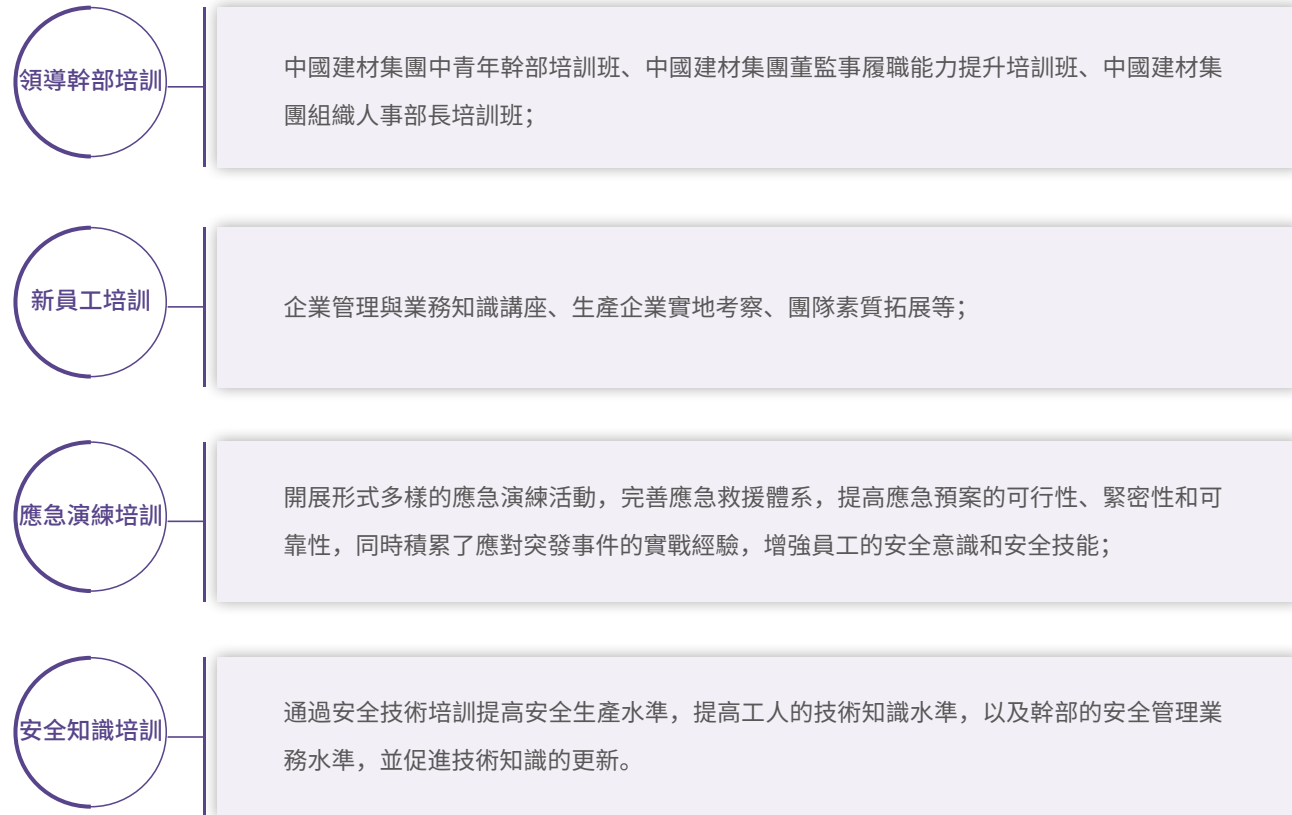 領導幹部培訓
中國建材集團中青年幹部培訓班、中國建材集團董監事履職能力提升培訓班、中國建材集
團組織人事部長培訓班；
新員工培訓
企業管理與業務知識講座、生產企業實地考察、團隊素質拓展等；
應急演練培訓
開展形式多樣的應急演練活動，完善應急救援體系，提高應急預案的可行性、緊密性和可
靠性，同時積累了應對突發事件的實戰經驗，增強員工的安全意識和安全技能；
安全知識培訓
通過安全技術培訓提高安全生產水準，提高工人的技術知識水準，以及幹部的安全管理業
務水準，並促進技術知識的更新。